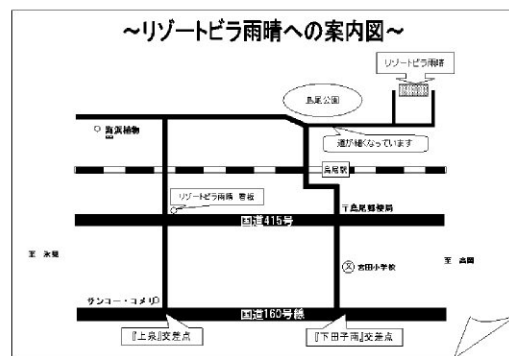 ～リゾートビラ雨晴への案内図～
リゾートビラ雨晴
島尾公園
海浜植物
道が細くなっています
島尾駅
リゾートビラ雨晴 看板
〒島尾郵便局
国道415号
至 氷見
宮田小学校
至 高岡
サンコー・コメリ
国道160号線
『上泉』交差点
『下田子南』交差点